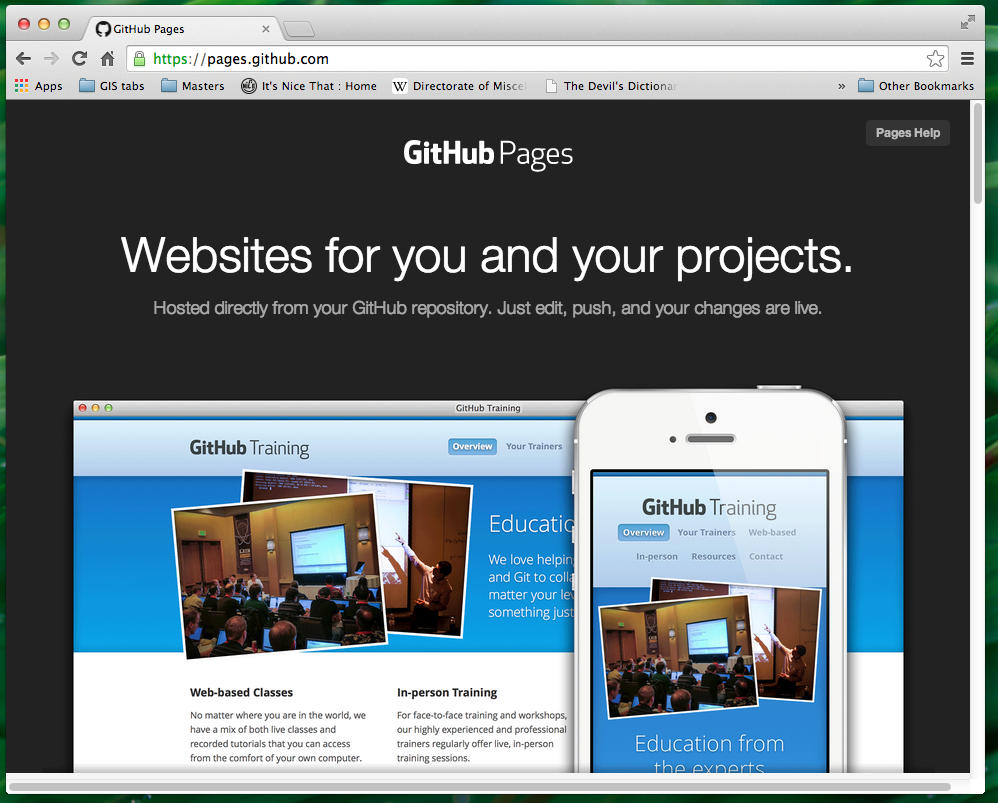 GitHub Pages
https://pages.github.com
Apps GIS tabs Masters It's Nice That : Home Directorate of Misce The Devil's Dictionar » Other Bookmarks
Pages Help
GitHub Pages
Websites for you and your projects.
Hosted directly from your GitHub repository. Just edit, push, and your changes are live.
GitHub Training
GitHub Training
Overview Your Trainers
Education
We love helpin
and Git to colla
matter your lev
something just
Web-based Classes
No matter where you are in the world, we
have a mix of both live classes and
recorded tutorials that you can access
from the comfort of your own computer.
In-person Training
For face-to-face training and workshops,
our highly experienced and professional
trainers regularly offer live, in-person
training sessions.
GitHub Training
Overview Your Trainers Web-based
In-person Resources Contact
Education from
the experts